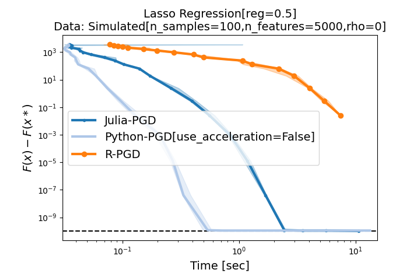 Lasso Regression[reg=0.5]
Data: Simulated[n_samples=100,n_features=5000,rho=0]
F(x) − F(x*)
10³
10¹
10⁻¹
10⁻³
10⁻⁵
10⁻⁷
10⁻⁹
Julia-PGD
Python-PGD[use_acceleration=False]
R-PGD
10⁻¹ 10⁰ 10¹
Time [sec]